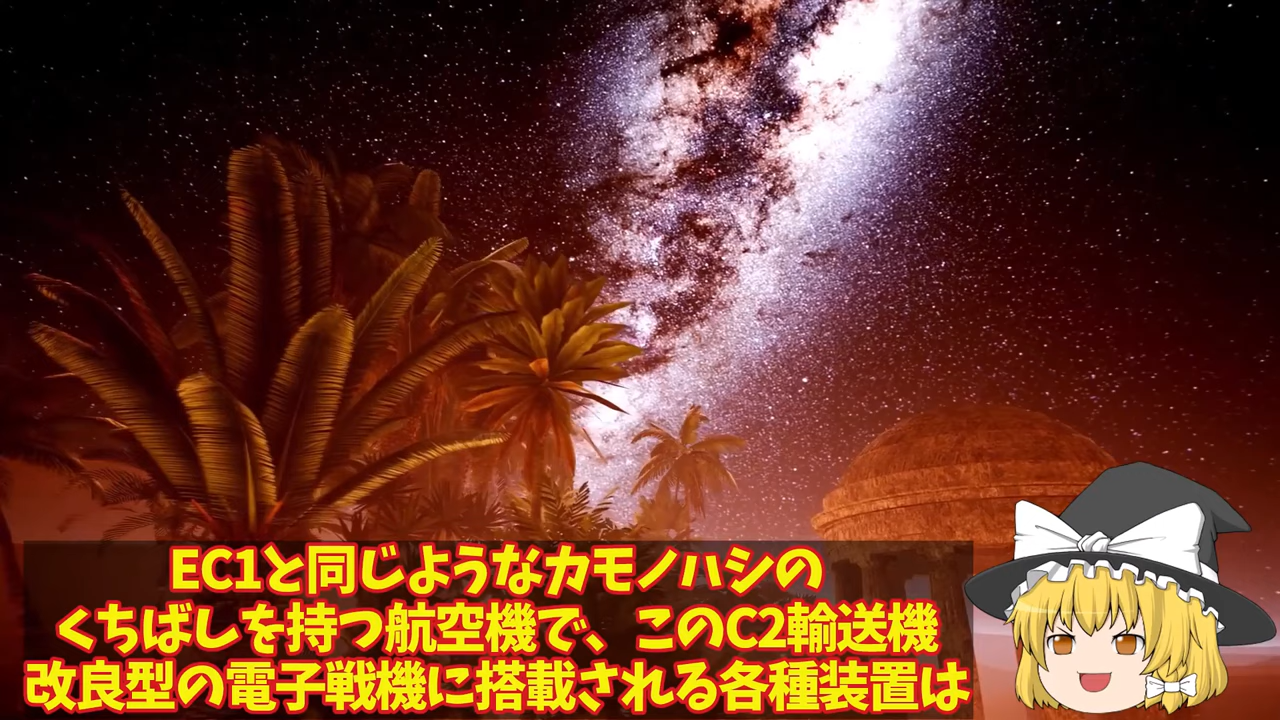 EC1と同じようなカモノハシの
くちばしを持つ航空機で、このC2輸送機
改良型の電子戦機に搭載される各種装置は